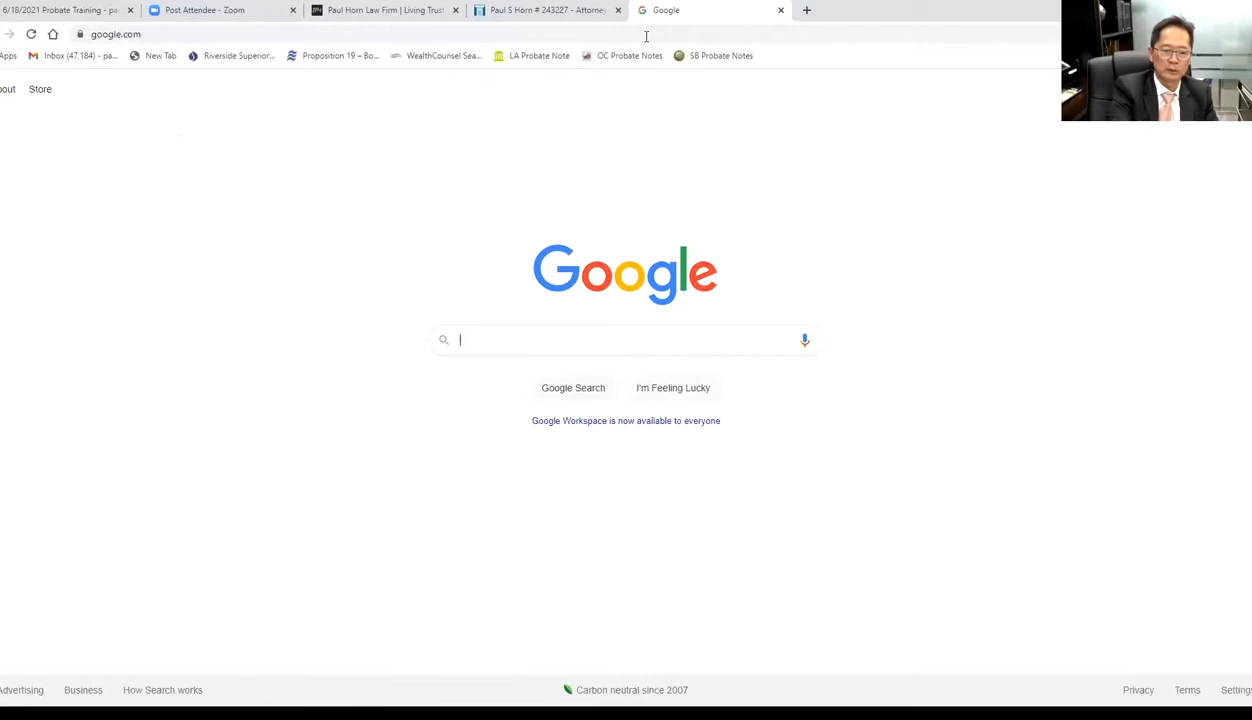 6/18/2021 Probate Training - pa
Post Attendee - Zoom
Paul Horn Law Firm | Living Trust
Paul S Horn # 243227 - Attorney
Google
google.com
Apps
Inbox (47,184) - pa...
New Tab
Riverside Superior...
Proposition 19 – Bo...
WealthCounsel Sea...
LA Probate Note
OC Probate Notes
SB Probate Notes
out
Store
Google
Google Search
I'm Feeling Lucky
Google Workspace is now available to everyone
Advertising
Business
How Search works
Carbon neutral since 2007
Privacy
Terms
Settings